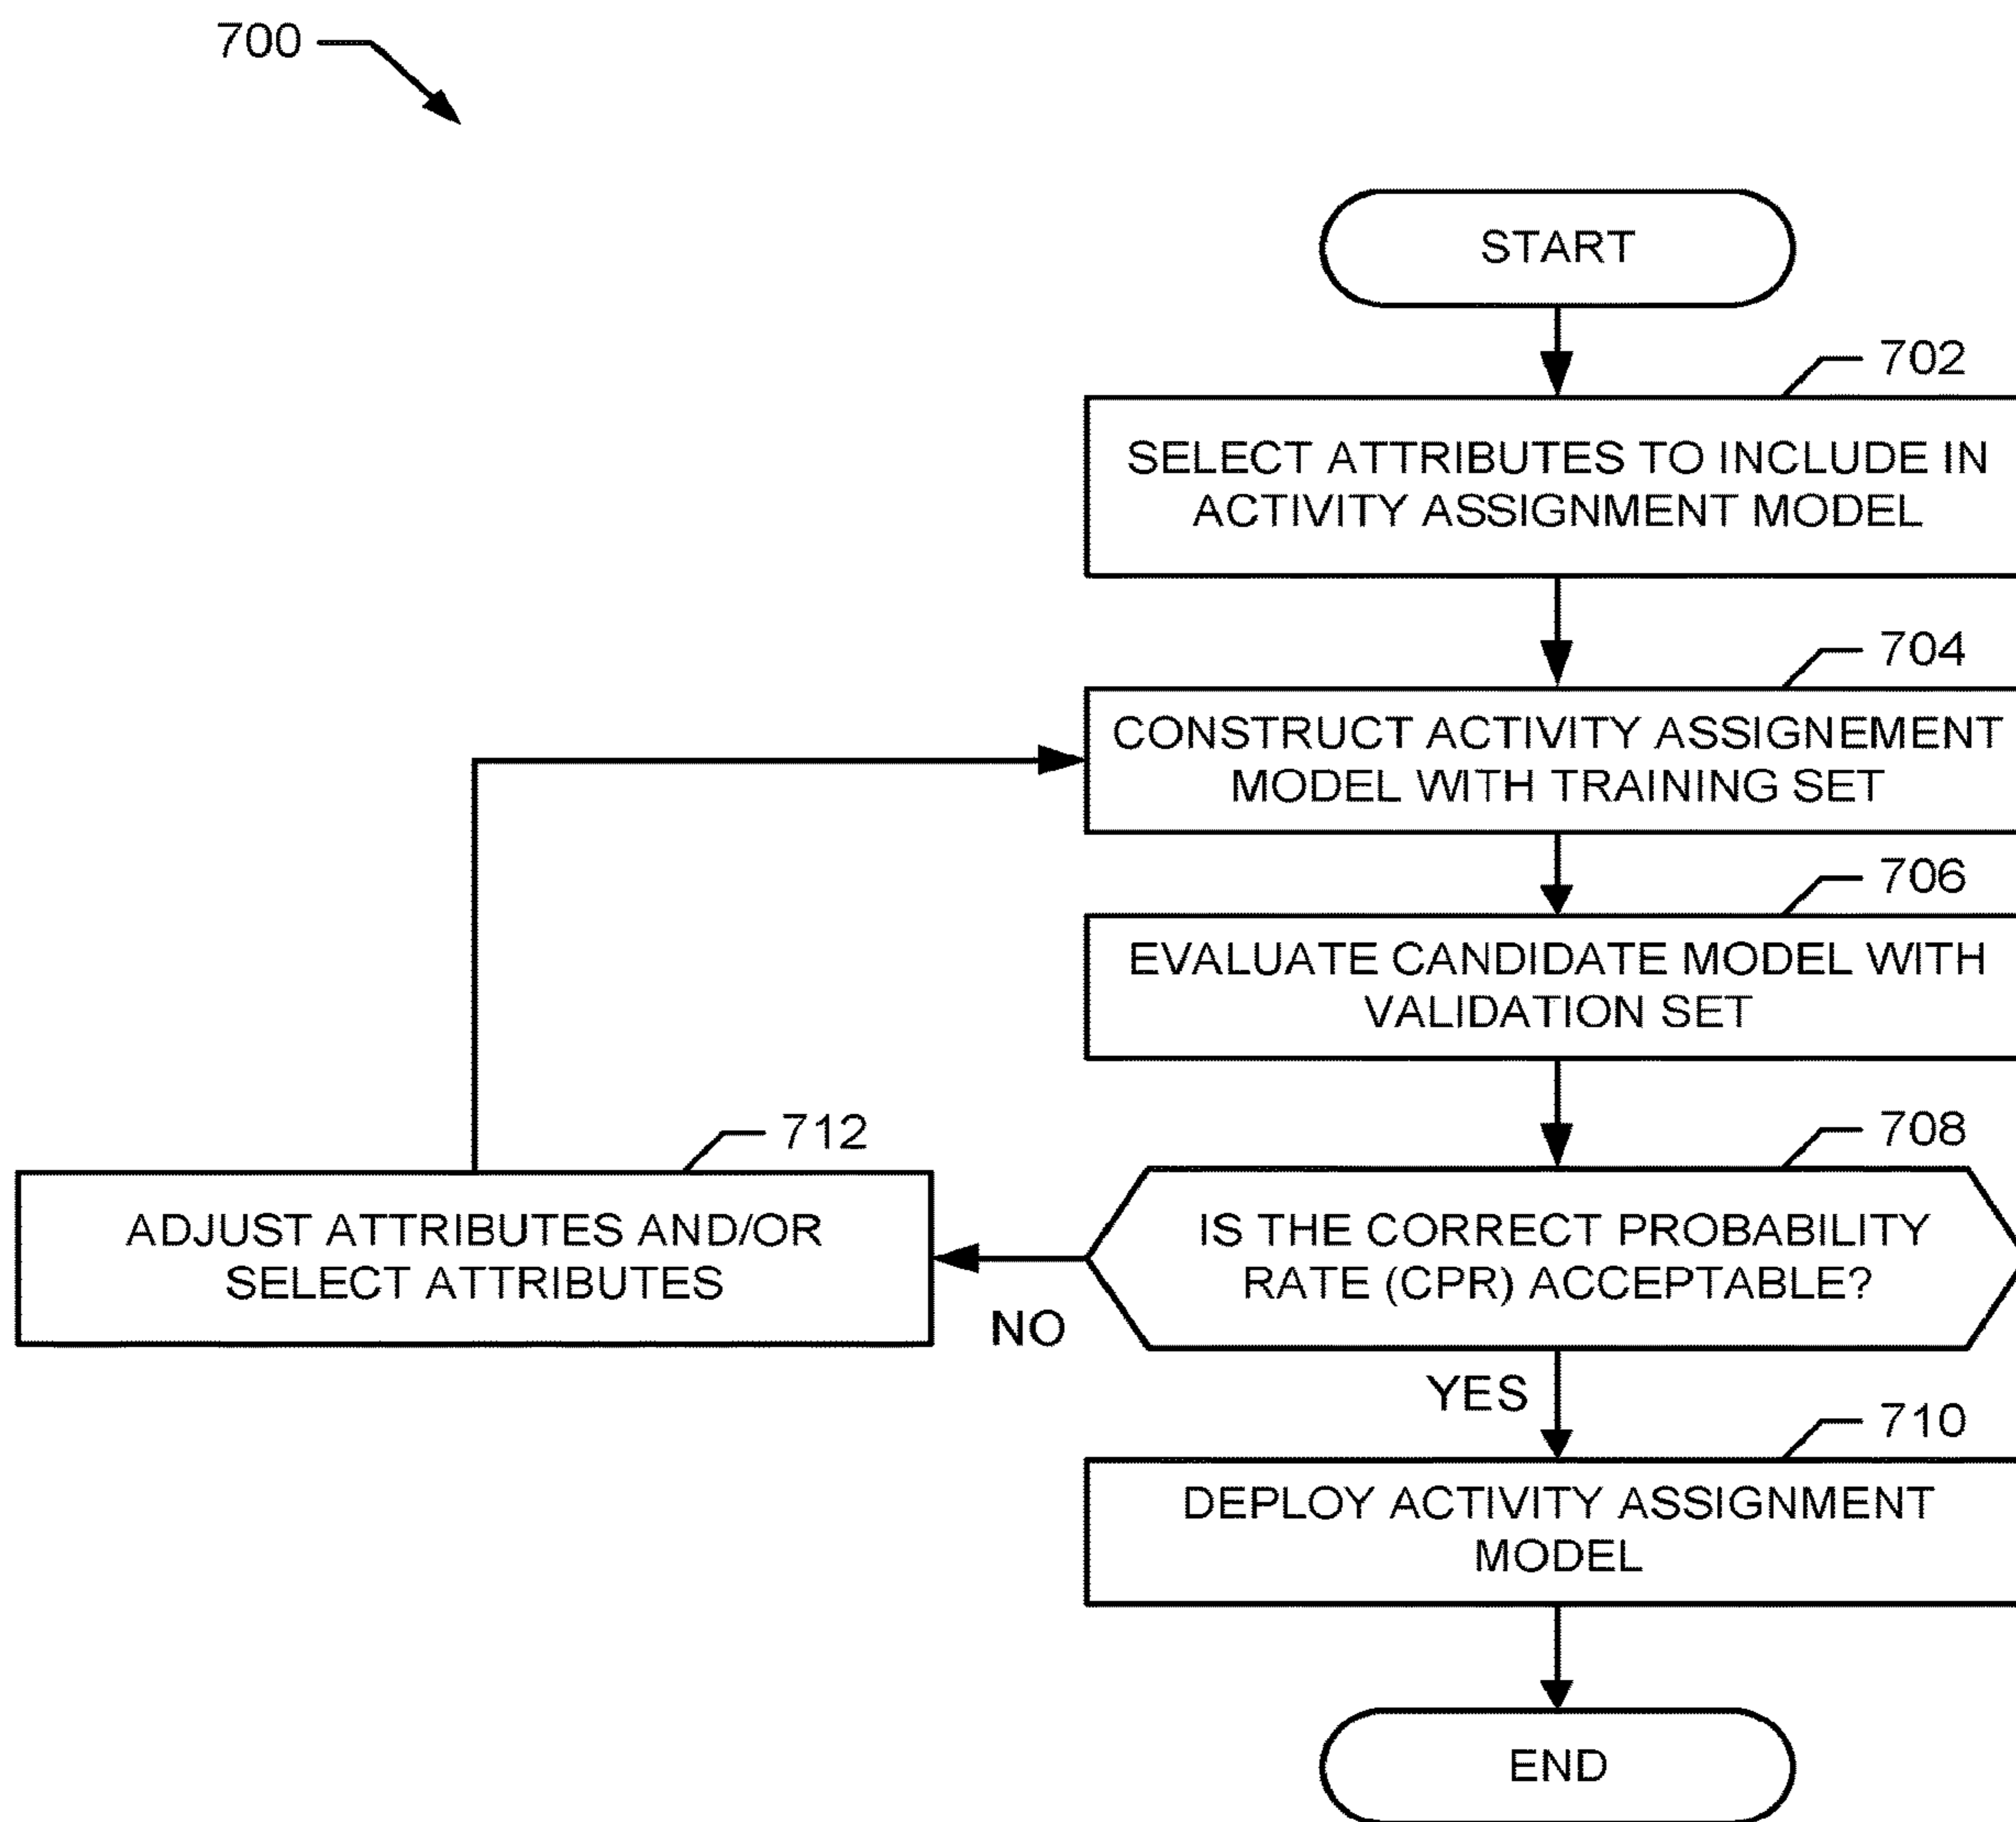 700
START
702
SELECT ATTRIBUTES TO INCLUDE IN
ACTIVITY ASSIGNMENT MODEL
704
CONSTRUCT ACTIVITY ASSIGNEMENT
MODEL WITH TRAINING SET
706
EVALUATE CANDIDATE MODEL WITH
VALIDATION SET
708
IS THE CORRECT PROBABILITY
RATE (CPR) ACCEPTABLE?
NO
712
ADJUST ATTRIBUTES AND/OR
SELECT ATTRIBUTES
YES
710
DEPLOY ACTIVITY ASSIGNMENT
MODEL
END